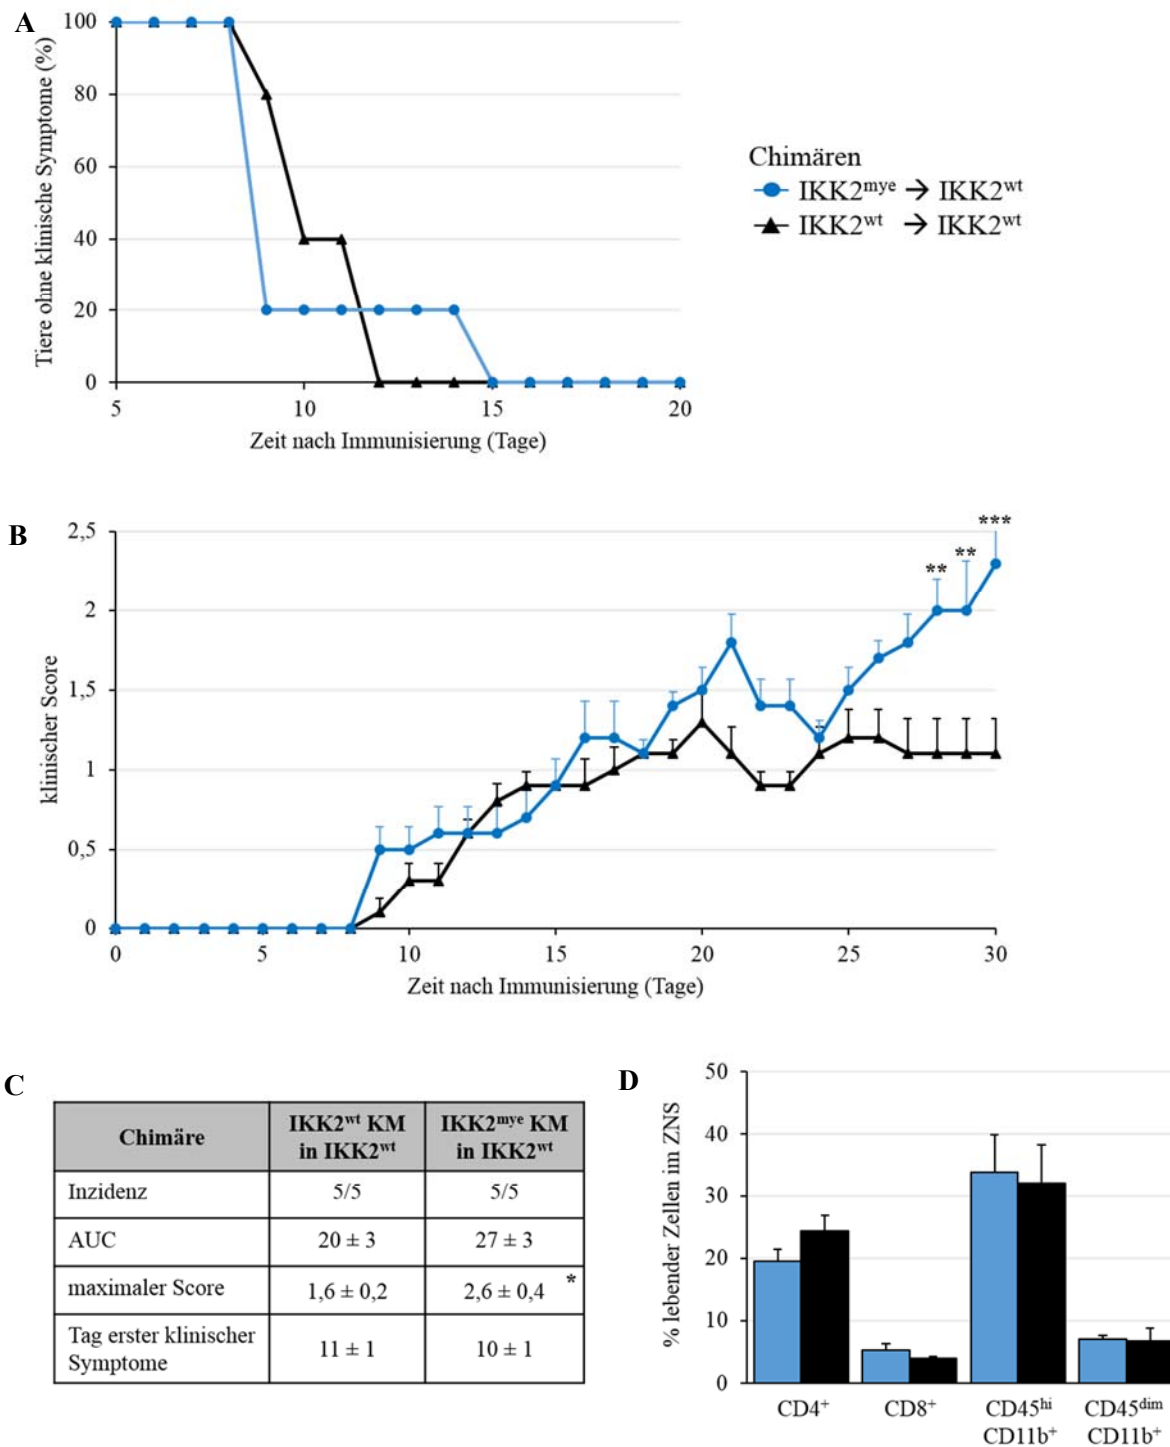 A
Tiere ohne klinische Symptome (%)
100
80
60
40
20
0
5
10
15
20
Zeit nach Immunisierung (Tage)
Chimären
IKK2mye → IKK2wt
IKK2wt → IKK2wt
B
klinischer Score
2,5
2
1,5
1
0,5
0
***
**
**
0
5
10
15
20
25
30
Zeit nach Immunisierung (Tage)
C
Chimäre
IKK2wt KM
in IKK2wt
IKK2mye KM
in IKK2wt
Inzidenz
5/5
5/5
AUC
20 ± 3
27 ± 3
maximaler Score
1,6 ± 0,2
2,6 ± 0,4 *
Tag erster klinischer
Symptome
11 ± 1
10 ± 1
D
% lebender Zellen im ZNS
50
40
30
20
10
0
CD4+
CD8+
CD45hi
CD11b+
CD45dim
CD11b+